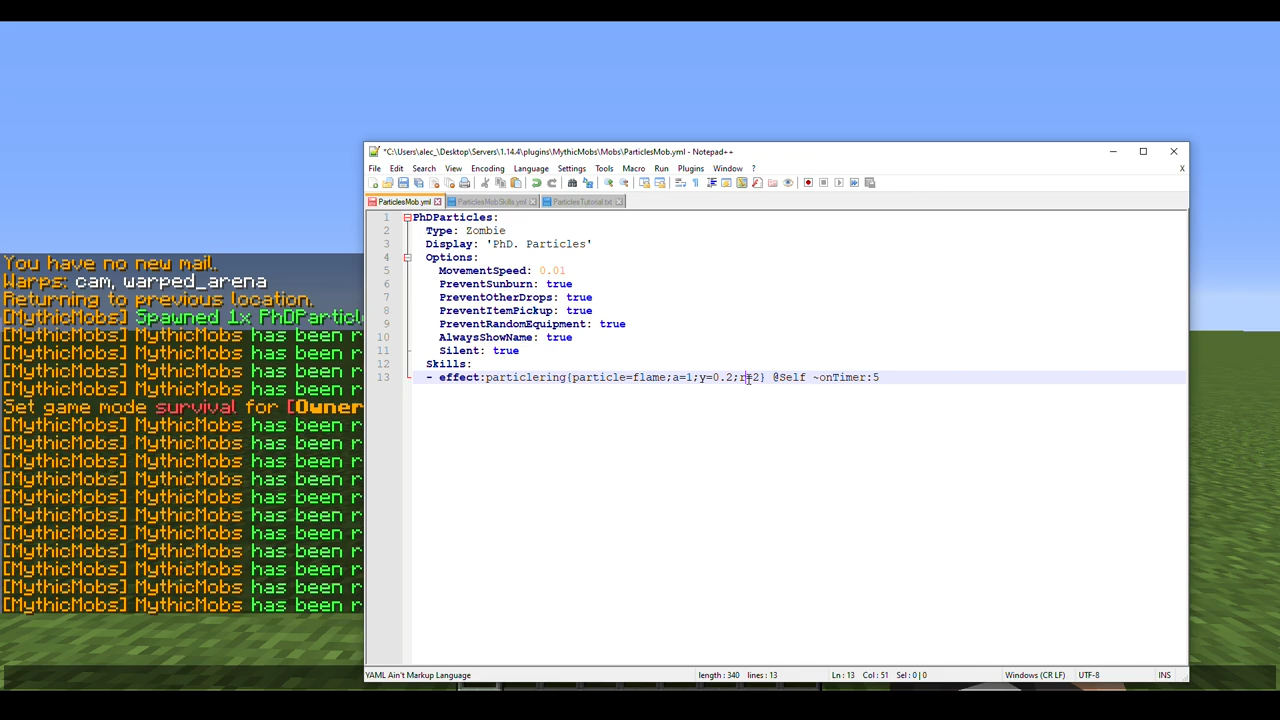 *C:\Users\alec_\Desktop\Servers\1.14.4\plugins\MythicMobs\Mobs\ParticlesMob.yml - Notepad++
File Edit Search View Encoding Language Settings Tools Macro Run Plugins Window ? X
ParticlesMob.yml ParticlesMobSkills.yml ParticlesTutorial.txt
1 PhDParticles:
2 Type: Zombie
3 Display: 'PhD. Particles'
4 Options:
5 MovementSpeed: 0.01
6 PreventSunburn: true
7 PreventOtherDrops: true
8 PreventItemPickup: true
9 PreventRandomEquipment: true
10 AlwaysShowName: true
11 Silent: true
12 Skills:
13 - effect:particlering{particle=flame;a=1;y=0.2;r=2} @Self ~onTimer:5
YAML Ain't Markup Language length : 340 lines : 13 Ln : 13 Col : 51 Sel : 0 | 0 Windows (CR LF) UTF-8 INS
You have no new mail.
Warps: cam, warped_arena
Returning to previous location.
[MythicMobs] Spawned 1x PhDParticl
[MythicMobs] MythicMobs has been r
[MythicMobs] MythicMobs has been r
[MythicMobs] MythicMobs has been r
[MythicMobs] MythicMobs has been r
Set game mode survival for [Owner
[MythicMobs] MythicMobs has been r
[MythicMobs] MythicMobs has been r
[MythicMobs] MythicMobs has been r
[MythicMobs] MythicMobs has been r
[MythicMobs] MythicMobs has been r
[MythicMobs] MythicMobs has been r
[MythicMobs] MythicMobs has been r
[MythicMobs] MythicMobs has been r
[MythicMobs] MythicMobs has been r
[MythicMobs] MythicMobs has been r
[MythicMobs] MythicMobs has been r